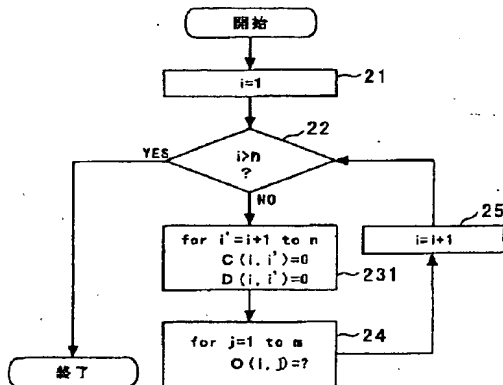 開始
i=1
21
22
YES
i>n
?
NO
25
i=i+1
for i'=i+1 to n
C(i, i')=0
D(i, i')=0
231
24
for j=1 to m
O(i, j)=?
終了